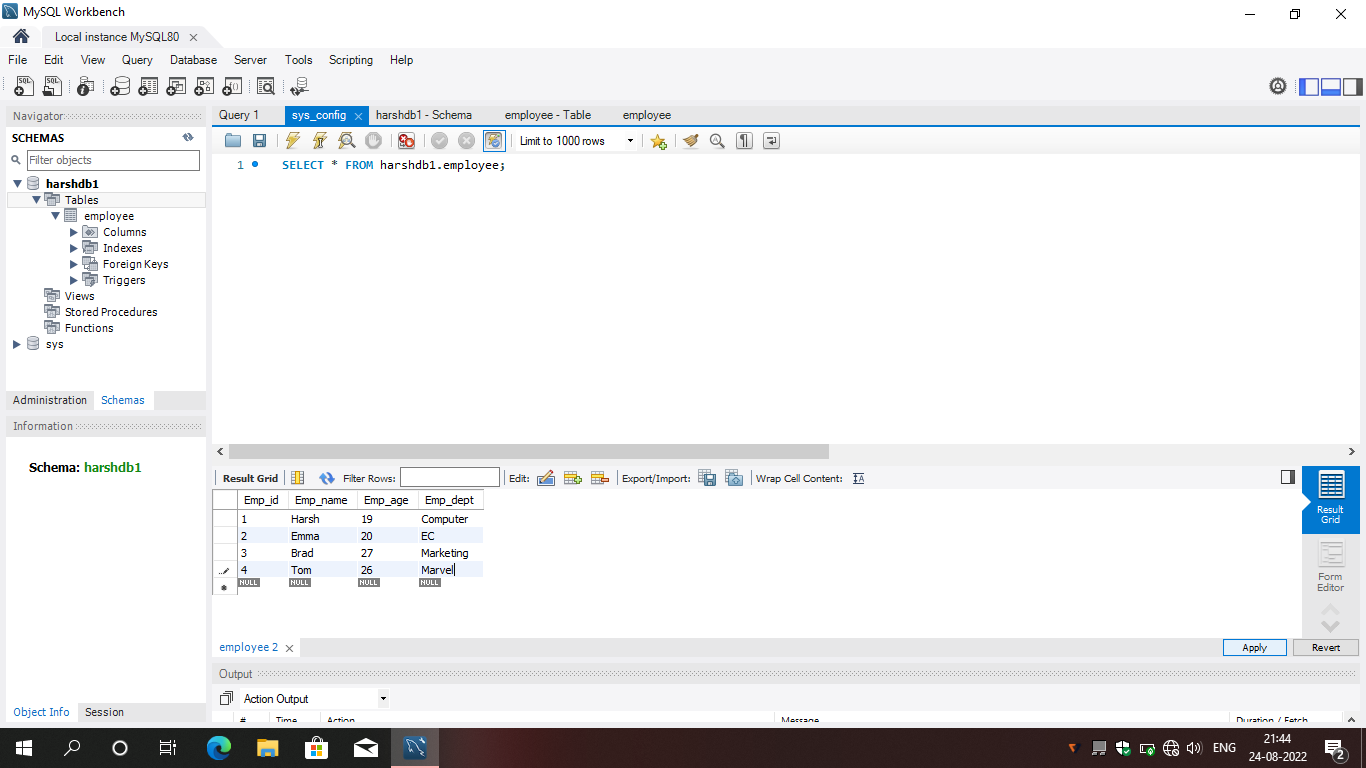 MySQL Workbench
Local instance MySQL80
File Edit View Query Database Server Tools Scripting Help
Navigator
SCHEMAS
Filter objects
harshdb1
Tables
employee
Columns
Indexes
Foreign Keys
Triggers
Views
Stored Procedures
Functions
sys
Administration Schemas
Information
Schema: harshdb1
Object Info Session
Query 1 sys_config harshdb1 - Schema employee - Table employee
Limit to 1000 rows
1 SELECT * FROM harshdb1.employee;
Result Grid Filter Rows: Edit: Export/Import: Wrap Cell Content:
Emp_id Emp_name Emp_age Emp_dept
1 Harsh 19 Computer
2 Emma 20 EC
3 Brad 27 Marketing
4 Tom 26 Marvel
NULL NULL NULL NULL
Result
Grid
Form
Editor
employee 2
Apply Revert
Output
Action Output
# Time Action Message Duration / Fetch
ENG
21:44
24-08-2022
2